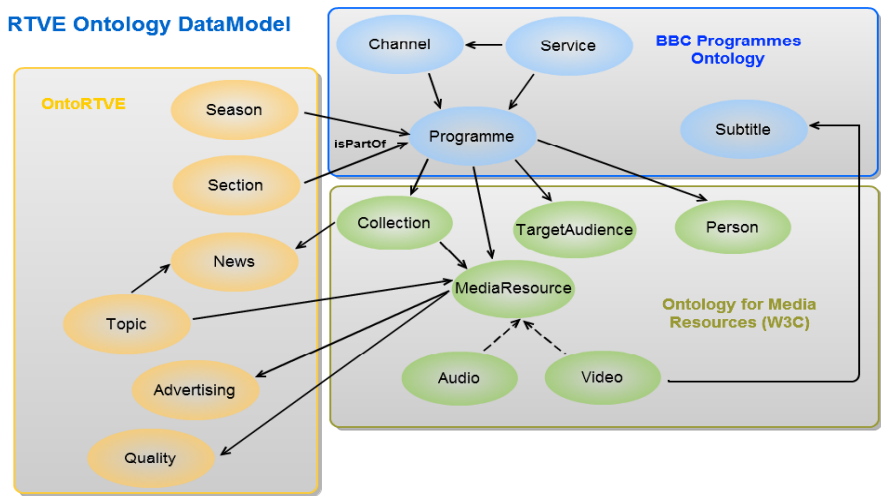 RTVE Ontology DataModel
Channel
Service
BBC Programmes
Ontology
OntoRTVE
Season
isPartOf
Programme
Subtitle
Section
Collection
TargetAudience
Person
News
MediaResource
Topic
Ontology for Media
Resources (W3C)
Advertising
Audio
Video
Quality